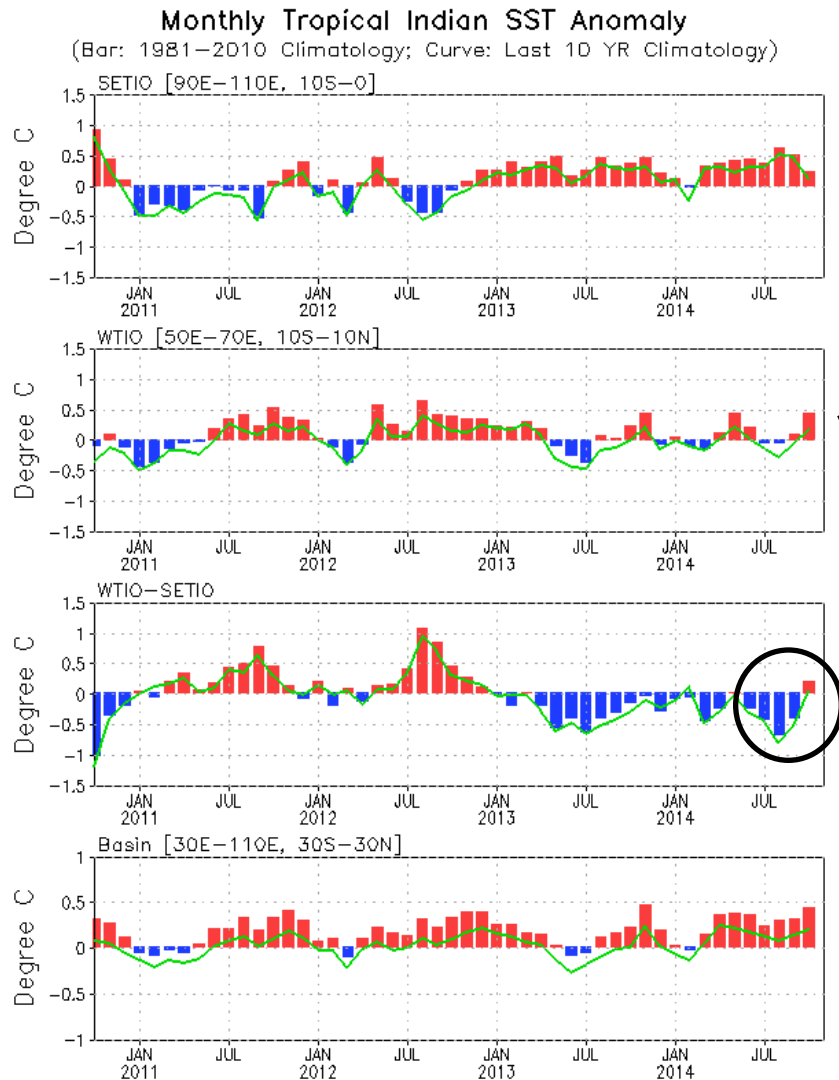 Monthly Tropical Indian SST Anomaly
(Bar: 1981-2010 Climatology; Curve: Last 10 YR Climatology)
SETIO [90E-110E, 10S-0]
Degree C
1.5
1
0.5
0
-0.5
-1
-1.5
JAN JUL JAN JUL JAN JUL JAN JUL
2011 2012 2013 2014
WTIO [50E-70E, 10S-10N]
Degree C
1.5
1
0.5
0
-0.5
-1
-1.5
JAN JUL JAN JUL JAN JUL JAN JUL
2011 2012 2013 2014
WTIO-SETIO
Degree C
1.5
1
0.5
0
-0.5
-1
-1.5
JAN JUL JAN JUL JAN JUL JAN JUL
2011 2012 2013 2014
Basin [30E-110E, 30S-30N]
Degree C
1
0.5
0
-0.5
-1
JAN JUL JAN JUL JAN JUL JAN JUL
2011 2012 2013 2014